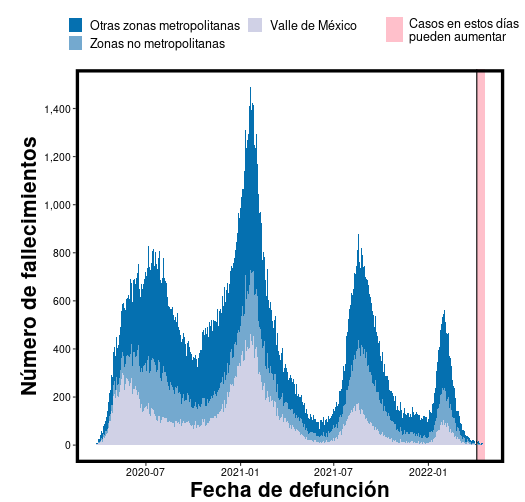 Otras zonas metropolitanas
Valle de México
Casos en estos días
pueden aumentar
Zonas no metropolitanas
Número de fallecimientos
1,400
1,200
1,000
800
600
400
200
0
2020-07
2021-01
2021-07
2022-01
Fecha de defunción